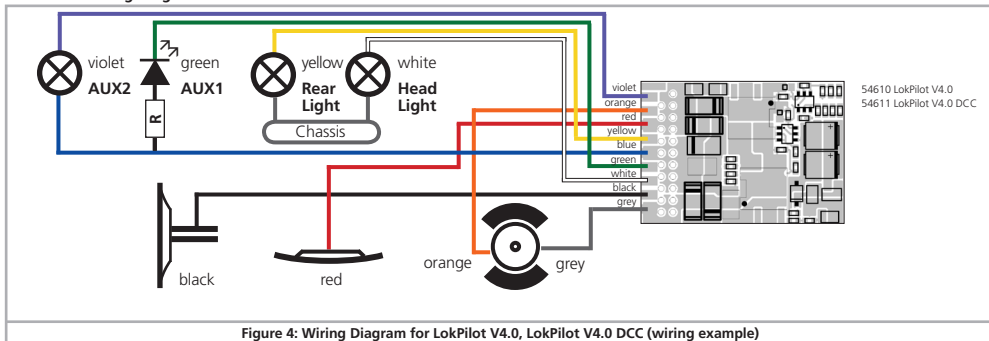 violet
AUX2
green
AUX1
R
yellow
Rear
Light
white
Head
Light
Chassis
violet
orange
red
yellow
blue
green
white
black
grey
54610 LokPilot V4.0
54611 LokPilot V4.0 DCC
+
+
black
red
orange
grey
Figure 4: Wiring Diagram for LokPilot V4.0, LokPilot V4.0 DCC (wiring example)